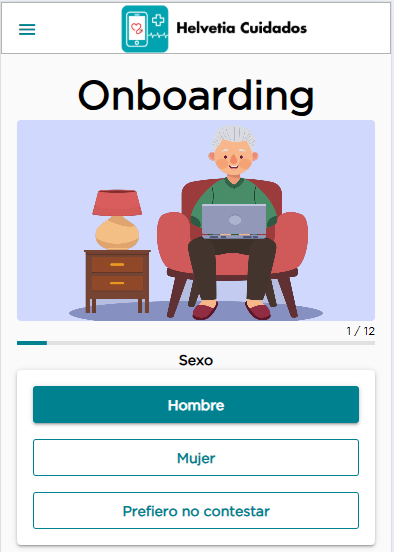 Helvetia Cuidados
Onboarding
1 / 12
Sexo
Hombre
Mujer
Prefiero no contestar